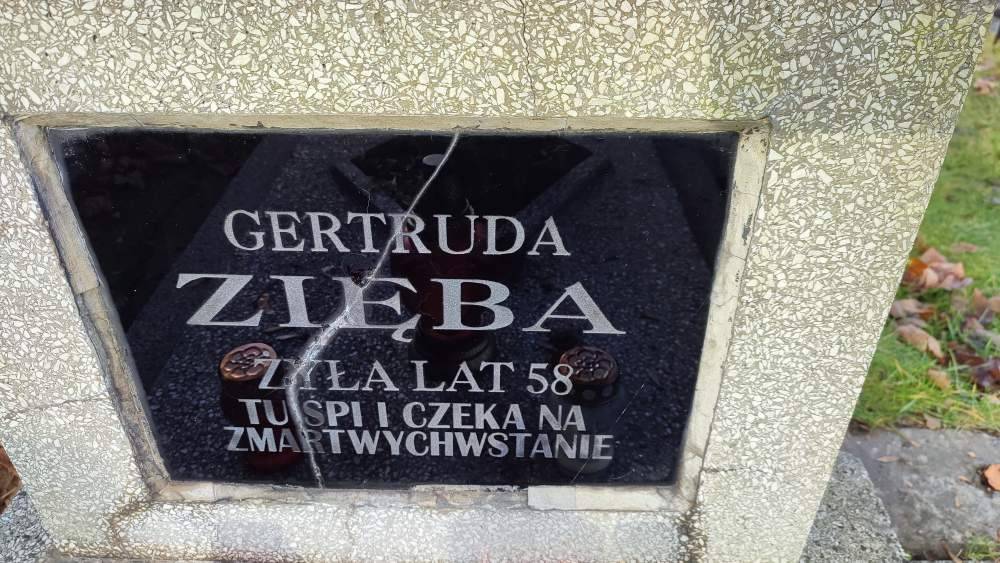 GERTRUDA
ZIĘBA
ŻYŁA LAT 58
TU ŚPI I CZEKA NA
ZMARTWYCHWSTANIE